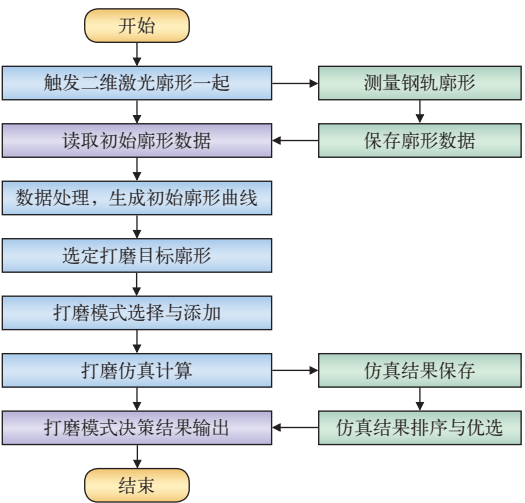 开始
触发二维激光廓形一起
测量钢轨廓形
读取初始廓形数据
保存廓形数据
数据处理，生成初始廓形曲线
选定打磨目标廓形
打磨模式选择与添加
打磨仿真计算
仿真结果保存
打磨模式决策结果输出
仿真结果排序与优选
结束